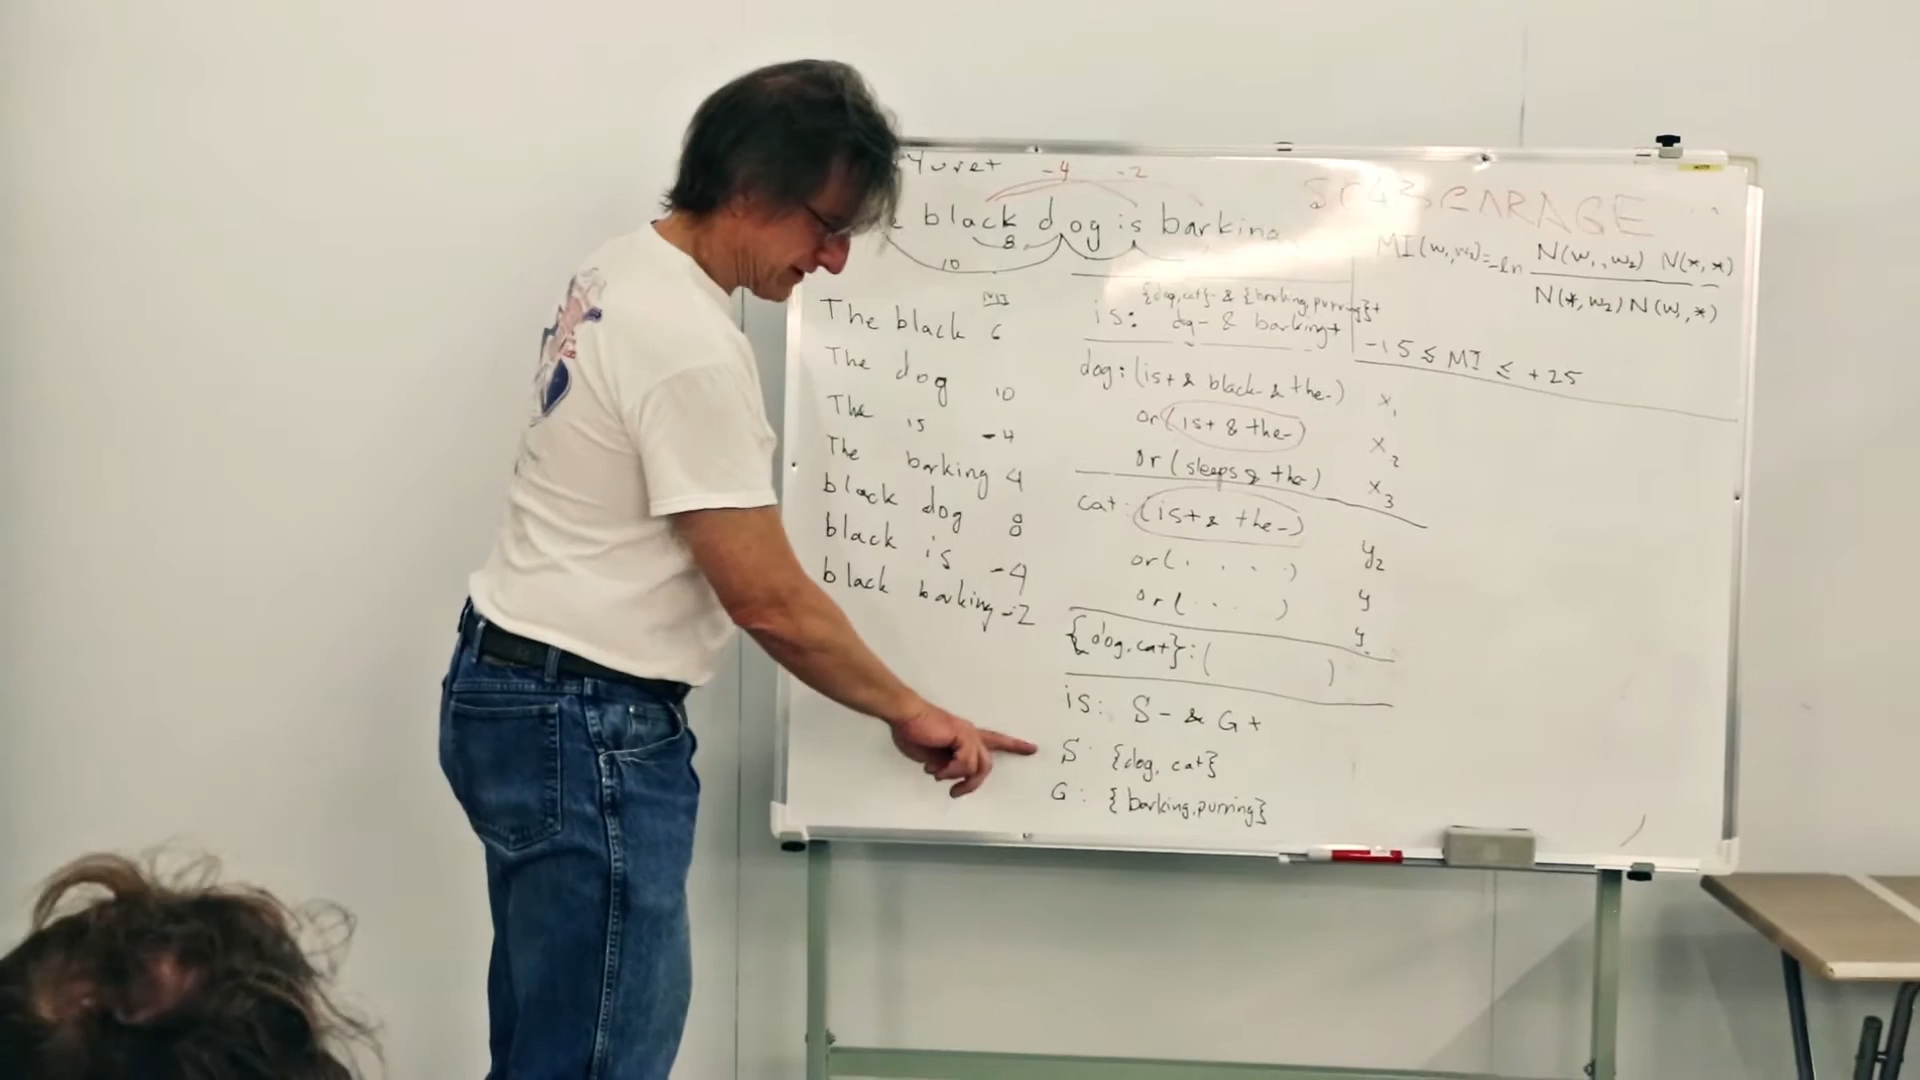 Yuret -4 -2
black dog is barking
8
10
MI
The black 6
The dog 10
The is -4
The barking 4
black dog 8
black is -4
black barking -2
{dog, cat}- & {barking, purring}+
is: dg- & barking+
dog: (is+ & black- & the-) x1
or (is+ & the-) x2
or (sleeps & the-) x3
cat: (is+ & the-) y2
or (. . . .) y
or (. . . ) y
{dog, cat}: ( )
is: S- & G+
S: {dog, cat}
G: {barking, purring}
MI(w1, w2) = -ln N(w1, w2) N(*, *)
N(*, w2) N(w1, *)
-15 ≤ MI ≤ +25